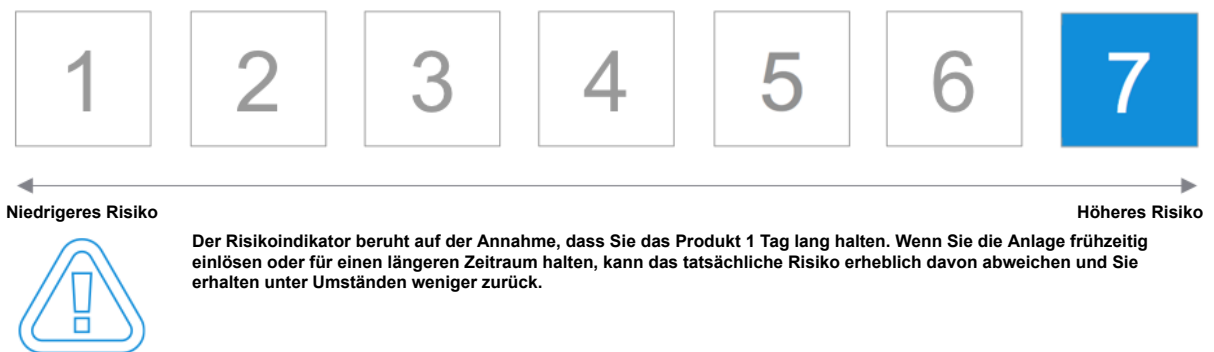 1 2 3 4 5 6 7
Niedrigeres Risiko Höheres Risiko
Der Risikoindikator beruht auf der Annahme, dass Sie das Produkt 1 Tag lang halten. Wenn Sie die Anlage frühzeitig
einlösen oder für einen längeren Zeitraum halten, kann das tatsächliche Risiko erheblich davon abweichen und Sie
erhalten unter Umständen weniger zurück.